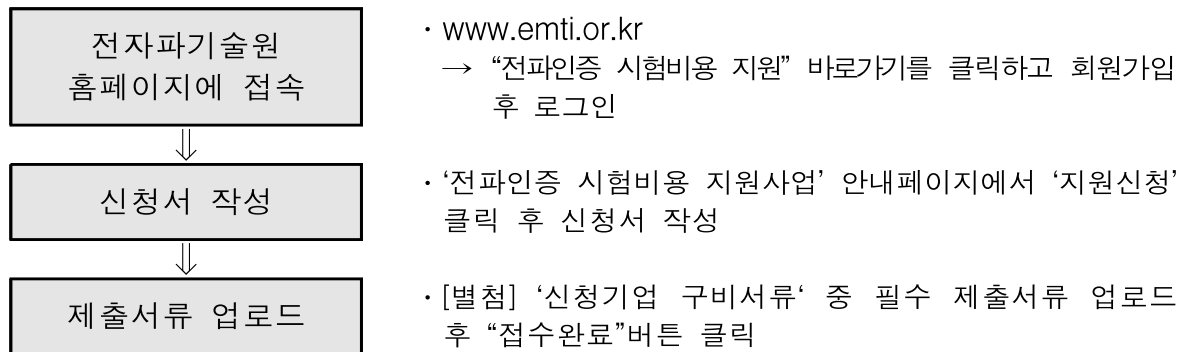 전자파기술원
홈페이지에 접속
· www.emti.or.kr
→ “전파인증 시험비용 지원” 바로가기를 클릭하고 회원가입
후 로그인
⇓
신청서 작성
· ‘전파인증 시험비용 지원사업’ 안내페이지에서 ‘지원신청’
클릭 후 신청서 작성
⇓
제출서류 업로드
· [별첨] ‘신청기업 구비서류‘ 중 필수 제출서류 업로드
후 “접수완료”버튼 클릭